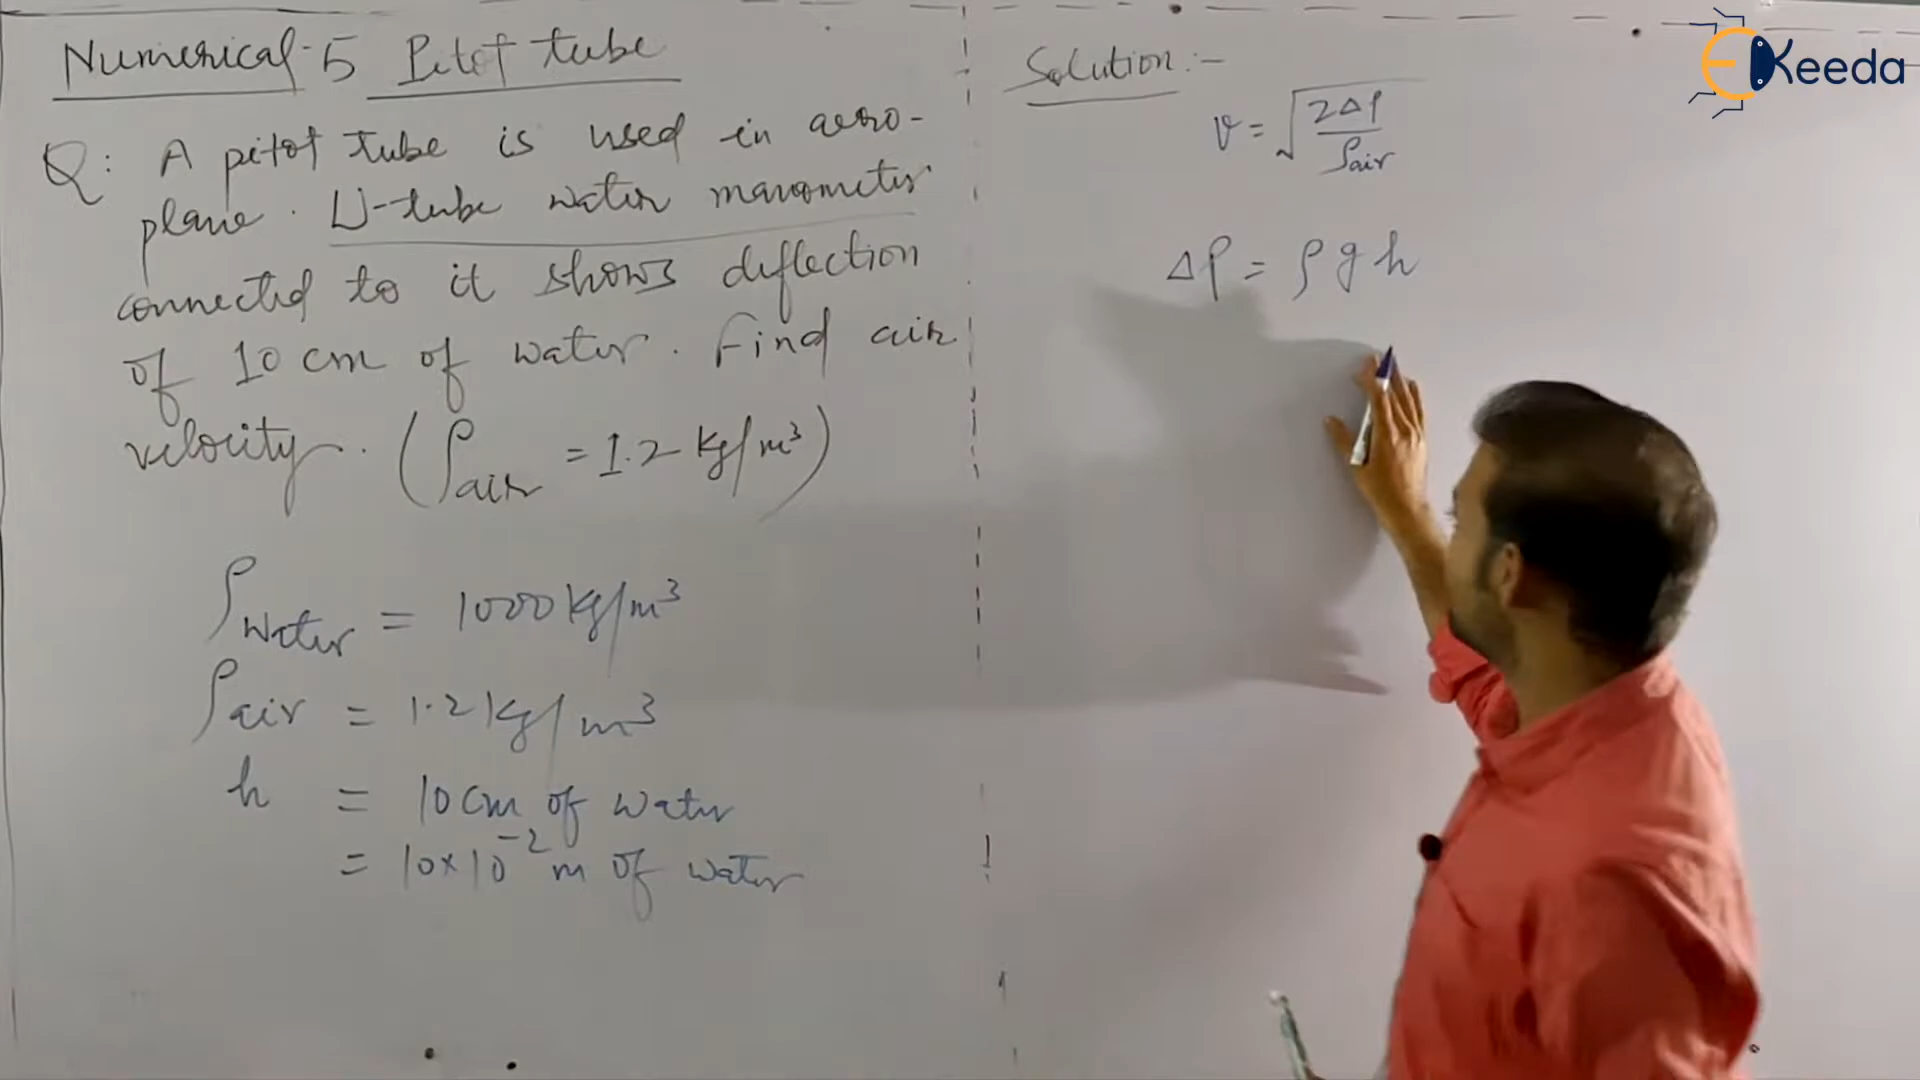 Numerical-5 Pitot tube
Q: A pitot tube is used in aero-
plane. U-tube water manometer
connected to it shows deflection
of 10 cm of water. Find air
velocity. (ρair = 1.2 kg/m³)
ρwater = 1000 kg/m³
ρair = 1.2 kg/m³
h = 10 cm of water
= 10×10⁻² m of water
Solution:-
v = √(2Δp/ρair)
Δp = ρgh
eKeeda